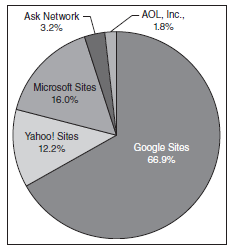 Ask Network
3.2%
AOL, Inc.,
1.8%
Microsoft Sites
16.0%
Yahoo! Sites
12.2%
Google Sites
66.9%